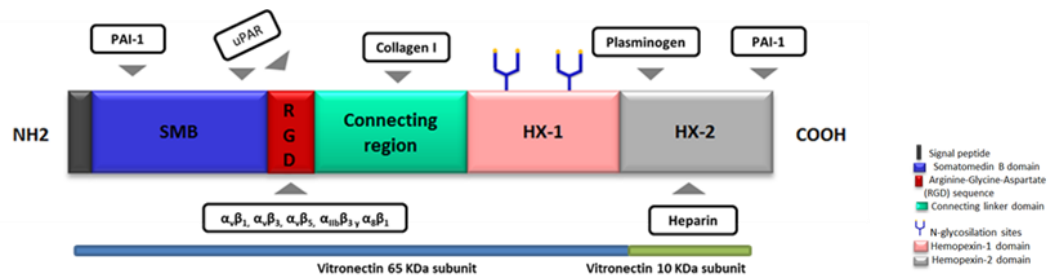 PAI-1
uPAR
Collagen I
Plasminogen
PAI-1
NH2
SMB
R
G
D
Connecting
region
HX-1
HX-2
COOH
αvβ1, αvβ3, αvβ5, αIIbβ3 y α8β1
Heparin
Vitronectin 65 KDa subunit
Vitronectin 10 KDa subunit
Signal peptide
Somatomedin B domain
Arginine-Glycine-Aspartate
(RGD) sequence
Connecting linker domain
N-glycosilation sites
Hemopexin-1 domain
Hemopexin-2 domain